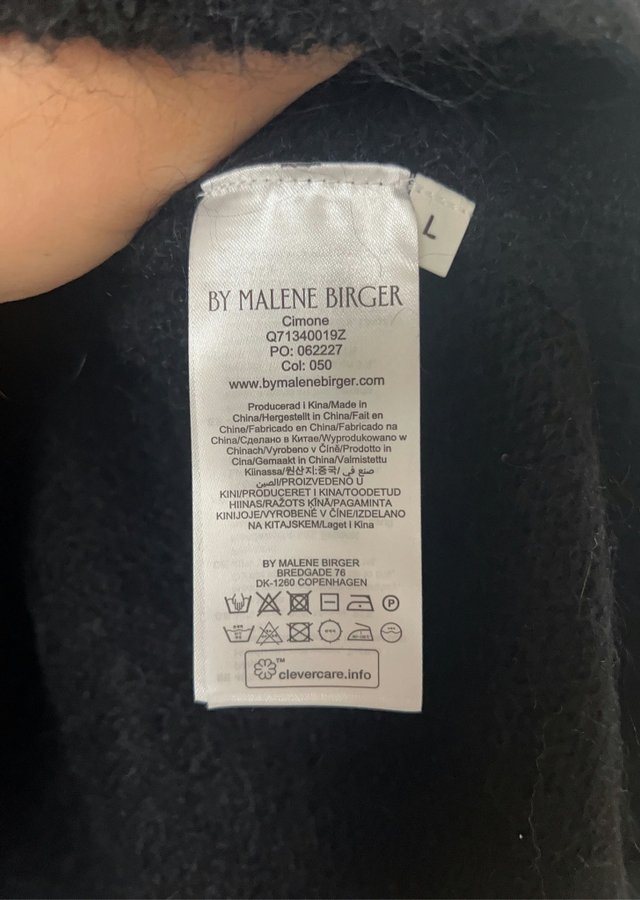 L
BY MALENE BIRGER
Cimone
Q71340019Z
PO: 062227
Col: 050
www.bymalenebirger.com
Producerad i Kina/Made in
China/Hergestellt in China/Fait en
Chine/Fabricado en China/Fabricado na
China/Сделано в Китае/Wyprodukowano w
Chinach/Vyrobeno v Číně/Prodotto in
Cina/Gemaakt in China/Valmistettu
Kiinassa/원산지:중국/صنع في
الصين/PROIZVEDENO U
KINI/PRODUCERET I KINA/TOODETUD
HIINAS/RAŽOTS ĶĪNĀ/PAGAMINTA
KINIJOJE/VYROBENÉ V ČÍNE/IZDELANO
NA KITAJSKEM/Laget i Kina
BY MALENE BIRGER
BREDGADE 76
DK-1260 COPENHAGEN
P
™
clevercare.info